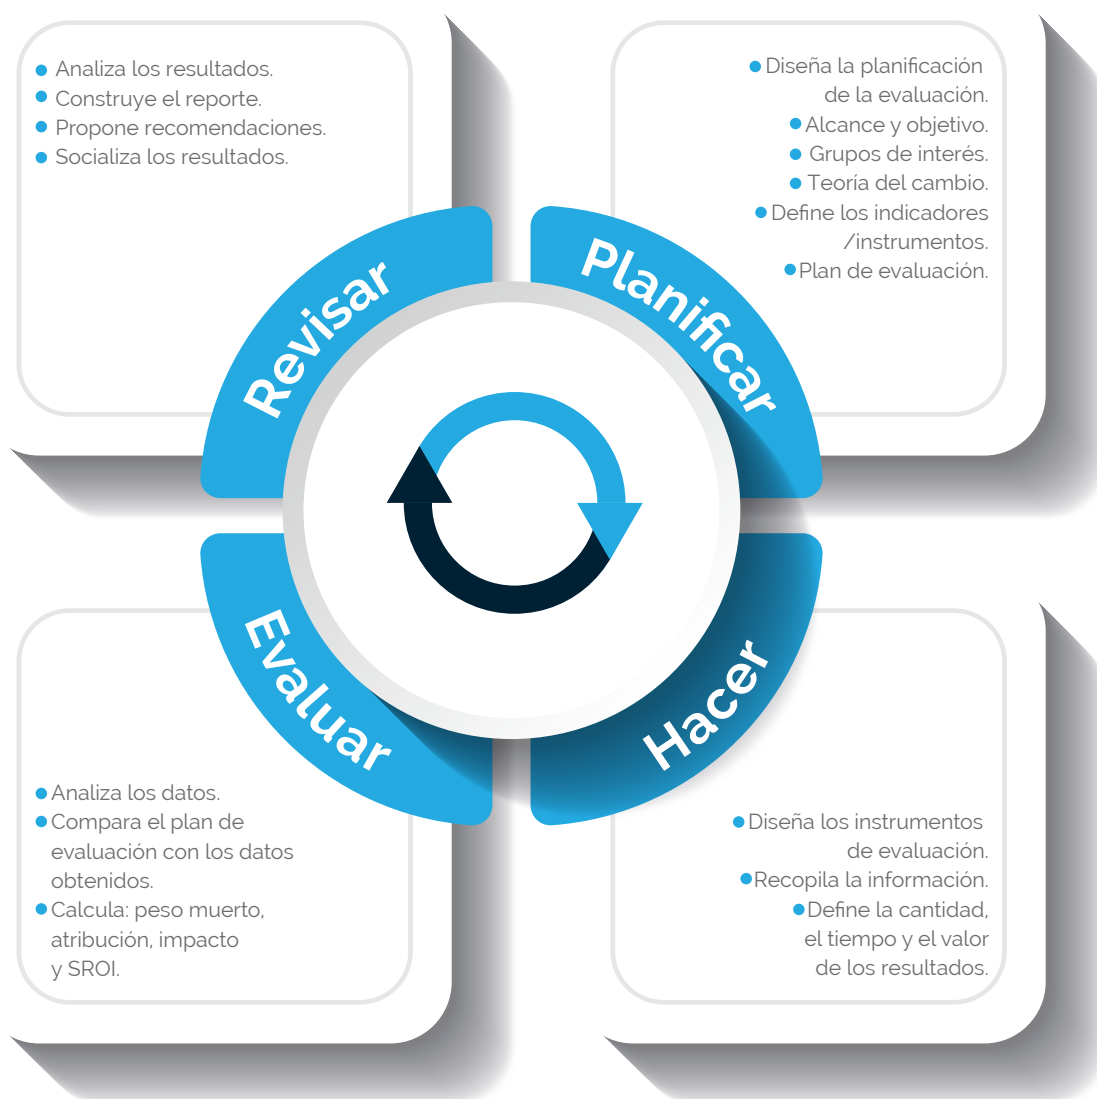 Analiza los resultados.
Construye el reporte.
Propone recomendaciones.
Socializa los resultados.
Revisar
Diseña la planificación
de la evaluación.
Alcance y objetivo.
Grupos de interés.
Teoría del cambio.
Define los indicadores
/instrumentos.
Plan de evaluación.
Planificar
Evaluar
Analiza los datos.
Compara el plan de
evaluación con los datos
obtenidos.
Calcula: peso muerto,
atribución, impacto
y SROI.
Hacer
Diseña los instrumentos
de evaluación.
Recopila la información.
Define la cantidad,
el tiempo y el valor
de los resultados.